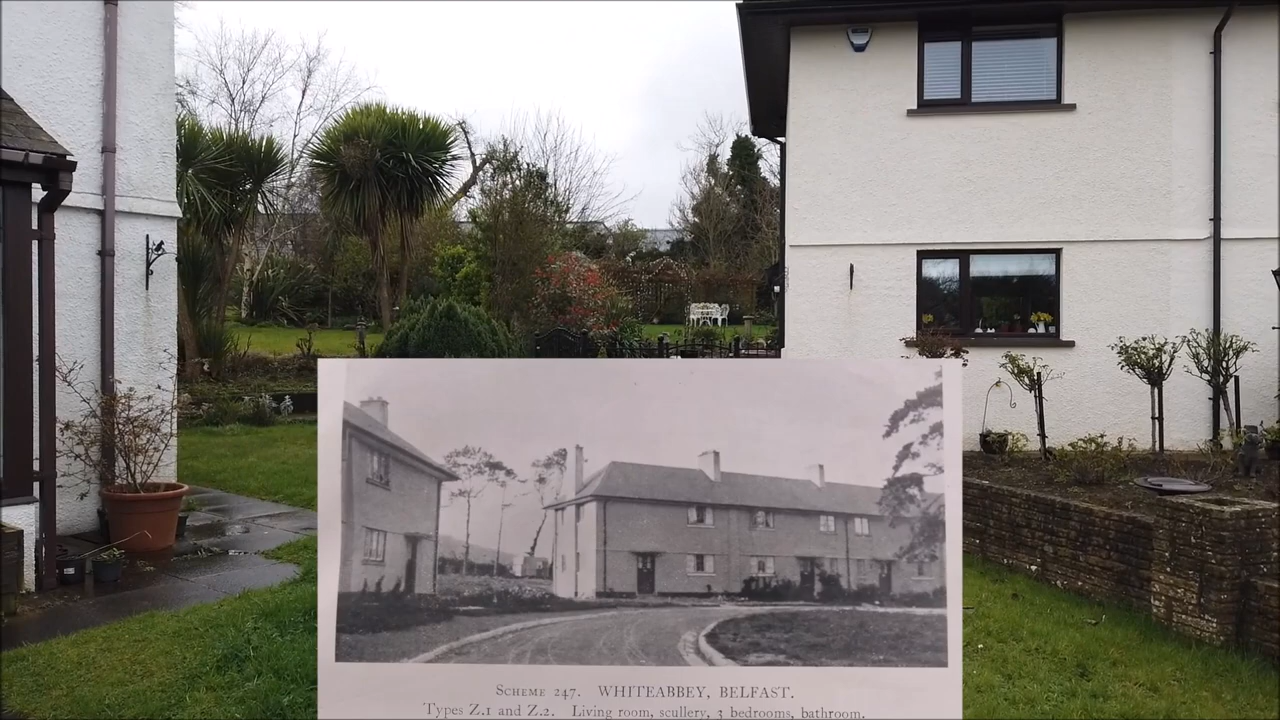 Scheme 247. WHITEABBEY, BELFAST.
Types Z.1 and Z.2. Living room, scullery, 3 bedrooms, bathroom.